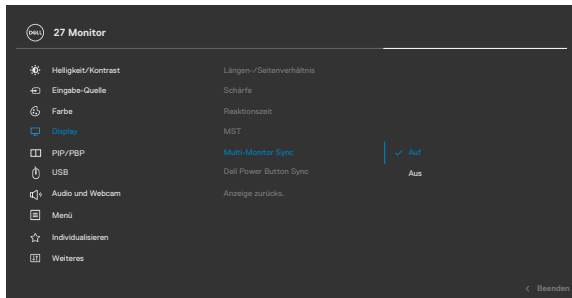 DELL
27 Monitor
Helligkeit/Kontrast
Eingabe-Quelle
Farbe
Display
PIP/PBP
USB
Audio und Webcam
Menü
Individualisieren
Weiteres
Längen-/Seitenverhältnis
Schärfe
Reaktionszeit
MST
Multi-Monitor Sync
Dell Power Button Sync
Anzeige zurücks.
Auf
Aus
< Beenden